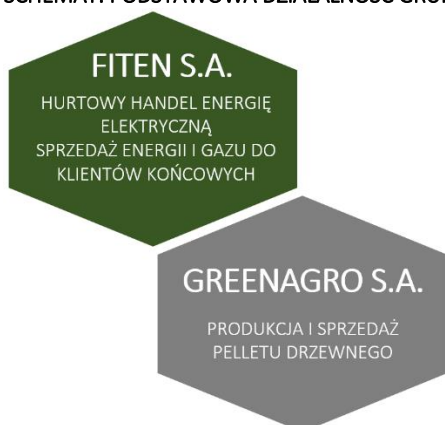 FITEN S.A.
HURTOWY HANDEL ENERGIĘ
ELEKTRYCZNĄ
SPRZEDAŻ ENERGII I GAZU DO
KLIENTÓW KOŃCOWYCH
GREENAGRO S.A.
PRODUKCJA I SPRZEDAŻ
PELLETU DRZEWNEGO